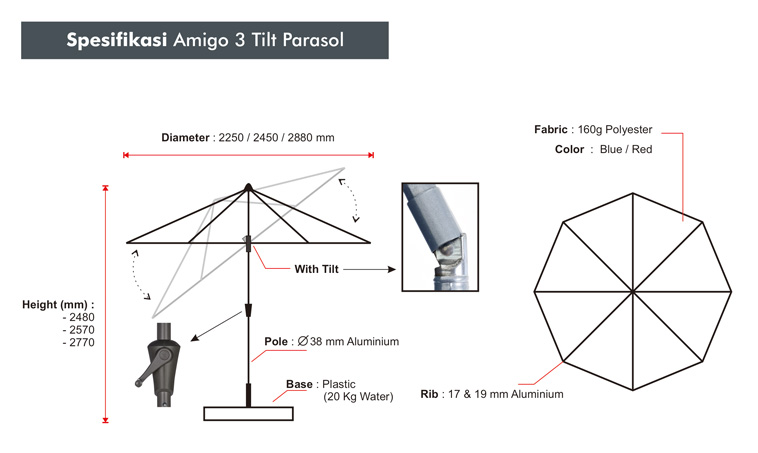 Spesifikasi Amigo 3 Tilt Parasol
Diameter : 2250 / 2450 / 2880 mm
Fabric : 160g Polyester
Color : Blue / Red
With Tilt
Height (mm) :
- 2480
- 2570
- 2770
Pole : ∅ 38 mm Aluminium
Base : Plastic
(20 Kg Water)
Rib : 17 & 19 mm Aluminium